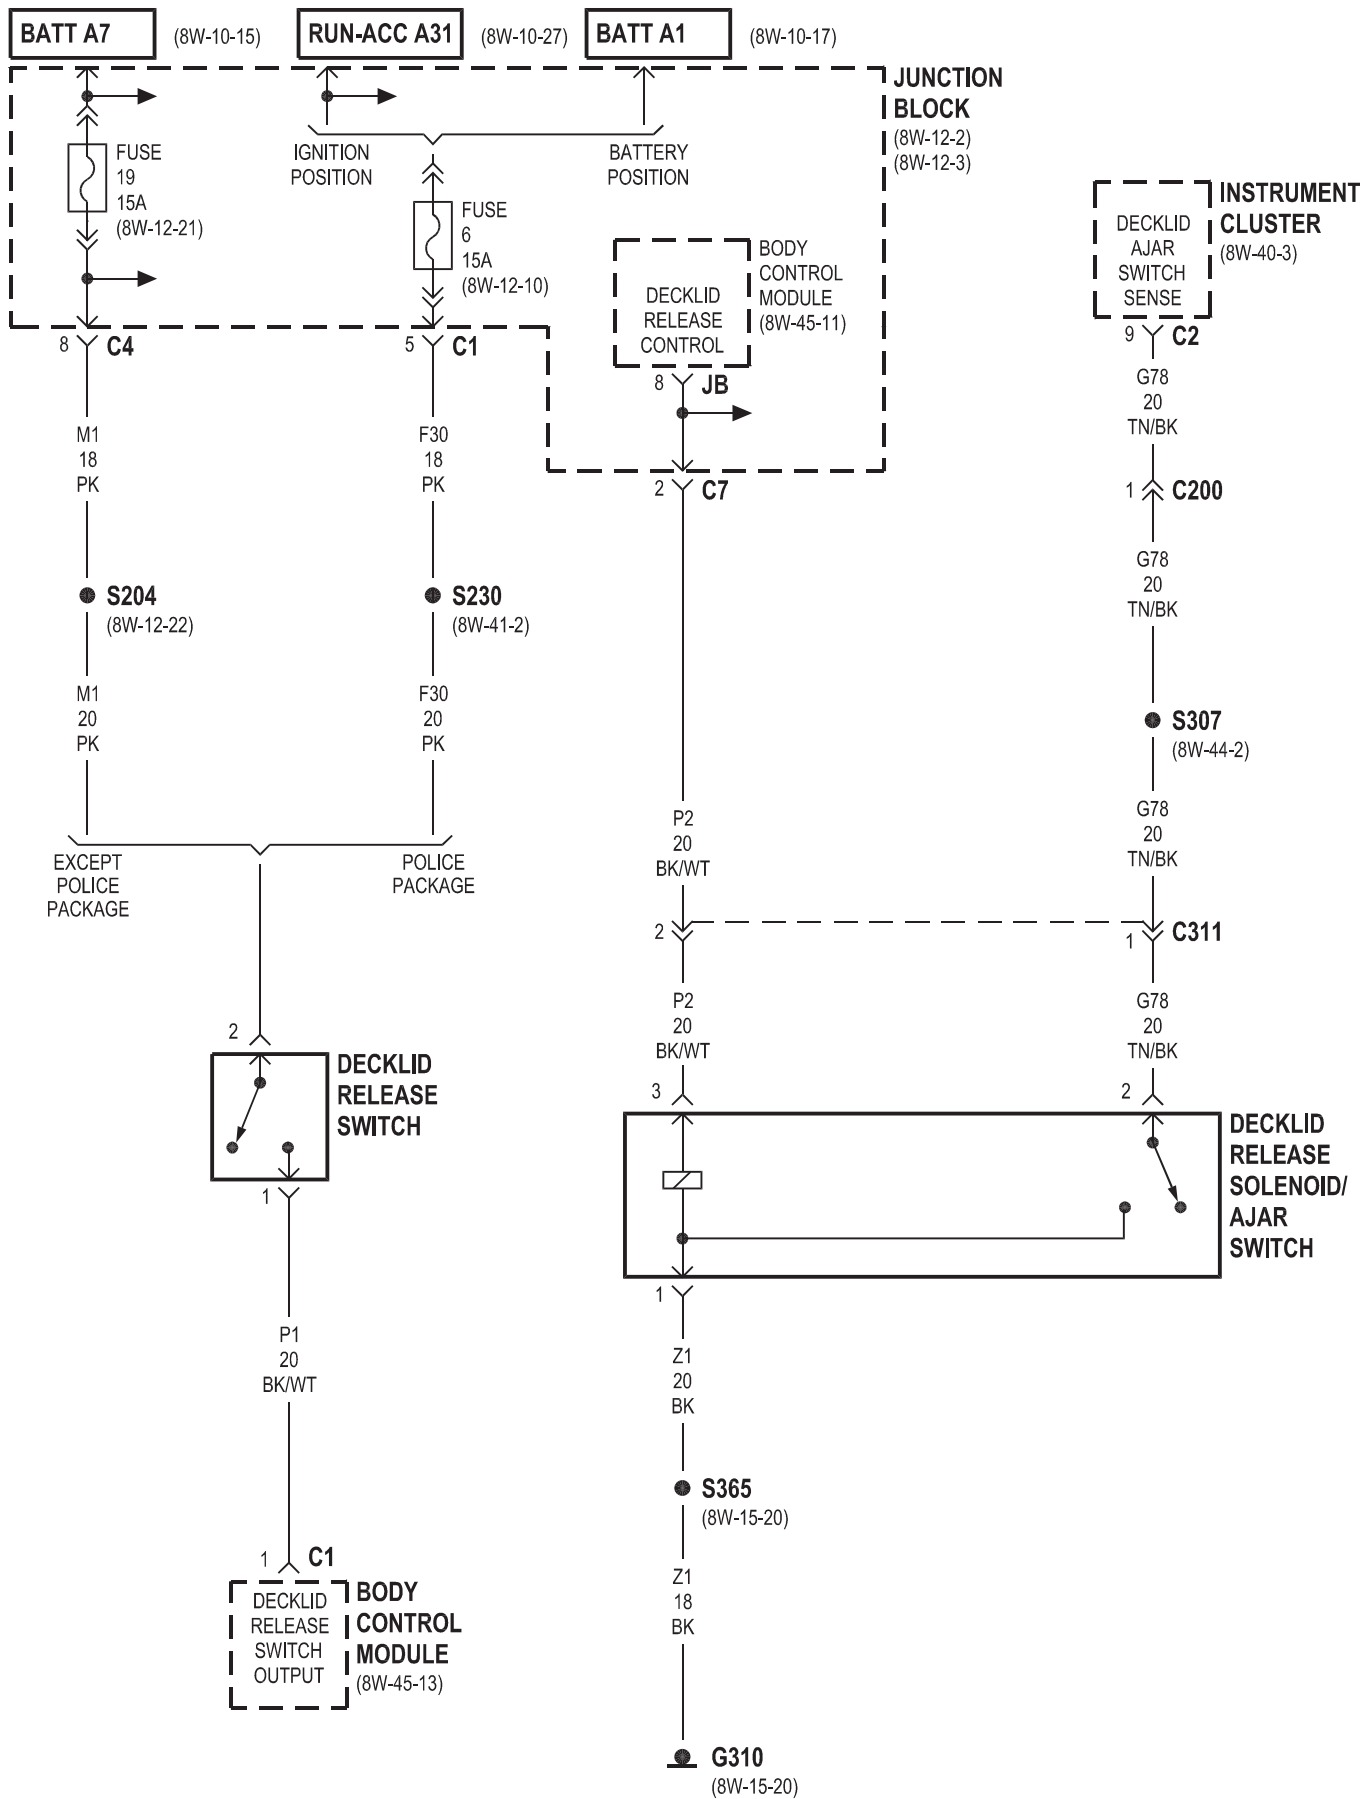 BATT A7
(8W-10-15)
RUN-ACC A31
(8W-10-27)
BATT A1
(8W-10-17)
JUNCTION
BLOCK
(8W-12-2)
(8W-12-3)
FUSE
19
15A
(8W-12-21)
IGNITION
POSITION
BATTERY
POSITION
FUSE
6
15A
(8W-12-10)
BODY
CONTROL
MODULE
(8W-45-11)
DECKLID
RELEASE
CONTROL
INSTRUMENT
CLUSTER
(8W-40-3)
DECKLID
AJAR
SWITCH
SENSE
8
C4
5
C1
8
JB
9
C2
G78
20
TN/BK
M1
18
PK
F30
18
PK
2
C7
1
C200
G78
20
TN/BK
S204
(8W-12-22)
S230
(8W-41-2)
M1
20
PK
F30
20
PK
S307
(8W-44-2)
P2
20
BK/WT
G78
20
TN/BK
EXCEPT
POLICE
PACKAGE
POLICE
PACKAGE
2
1
C311
P2
20
BK/WT
G78
20
TN/BK
2
DECKLID
RELEASE
SWITCH
3
2
DECKLID
RELEASE
SOLENOID/
AJAR
SWITCH
1
1
P1
20
BK/WT
Z1
20
BK
S365
(8W-15-20)
1
C1
DECKLID
RELEASE
SWITCH
OUTPUT
BODY
CONTROL
MODULE
(8W-45-13)
Z1
18
BK
G310
(8W-15-20)